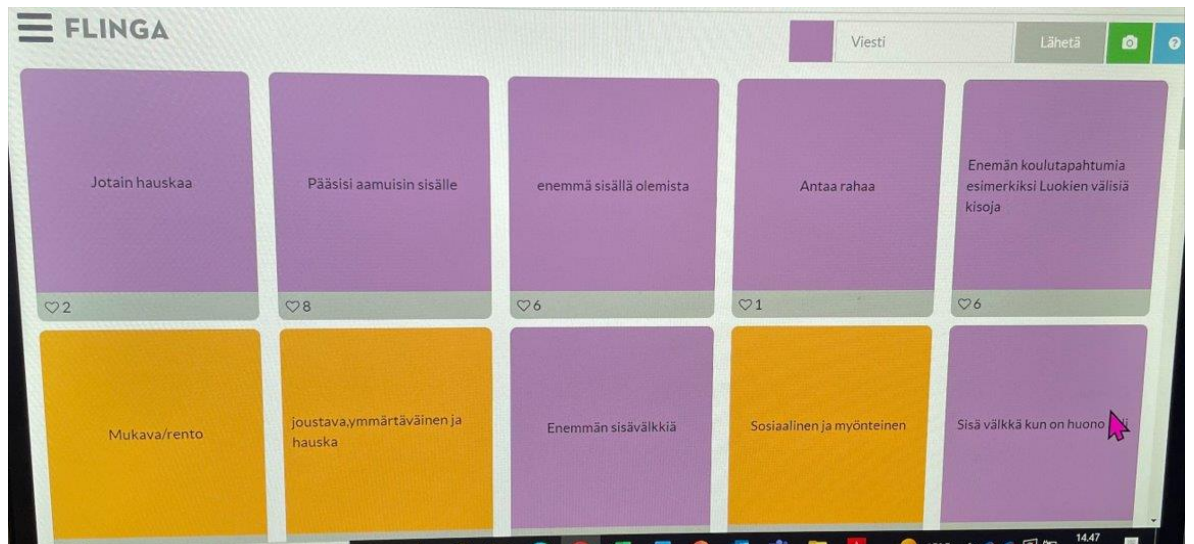 FLINGA
Viesti
Lähetä
Jotain hauskaa
Pääsisi aamuisin sisälle
enemmä sisällä olemista
Antaa rahaa
Enemän koulutapahtumia
esimerkiksi Luokien välisiä
kisoja
2
8
6
1
6
Mukava/rento
joustava,ymmärtäväinen ja
hauska
Enemmän sisävälkkiä
Sosiaalinen ja myönteinen
Sisä välkkä kun on huono
14.47